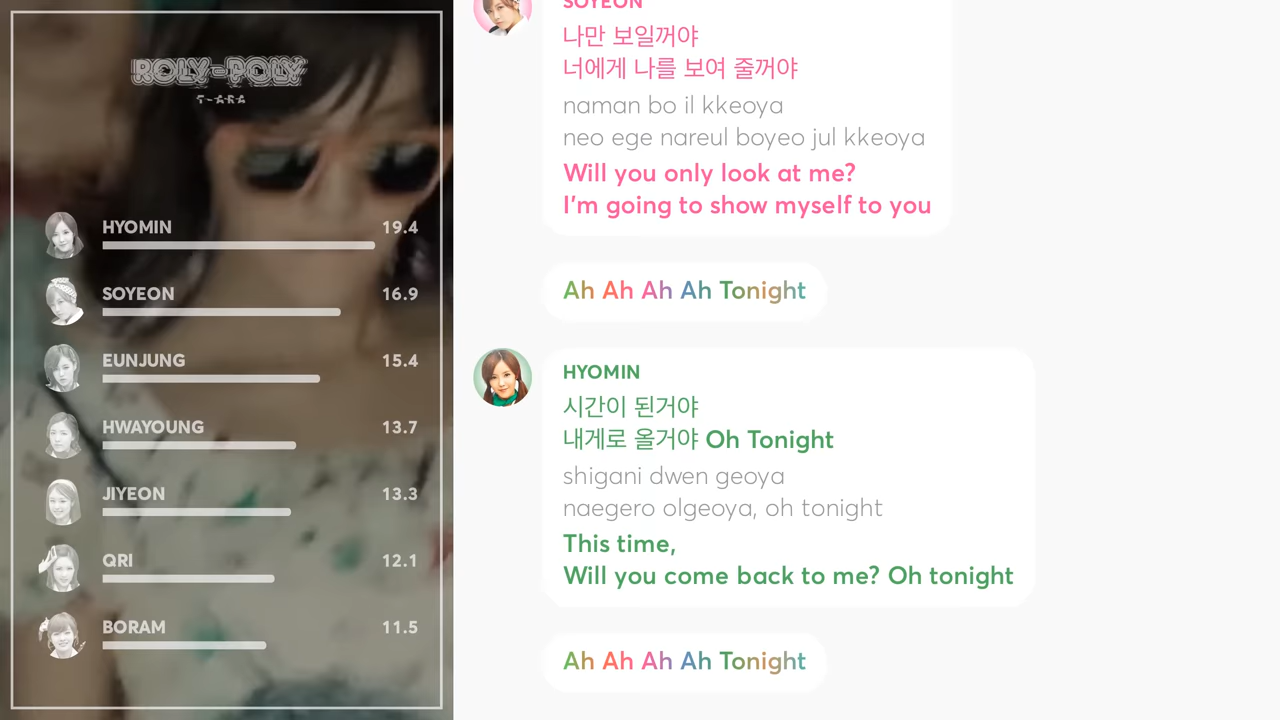 ROLY-POLY
T-ARA
HYOMIN 19.4
SOYEON 16.9
EUNJUNG 15.4
HWAYOUNG 13.7
JIYEON 13.3
QRI 12.1
BORAM 11.5
SOYEON
나만 보일꺼야
너에게 나를 보여 줄꺼야
naman bo il kkeoya
neo ege nareul boyeo jul kkeoya
Will you only look at me?
I'm going to show myself to you
Ah Ah Ah Ah Tonight
HYOMIN
시간이 된거야
내게로 올거야 Oh Tonight
shigani dwen geoya
naegero olgeoya, oh tonight
This time,
Will you come back to me? Oh tonight
Ah Ah Ah Ah Tonight